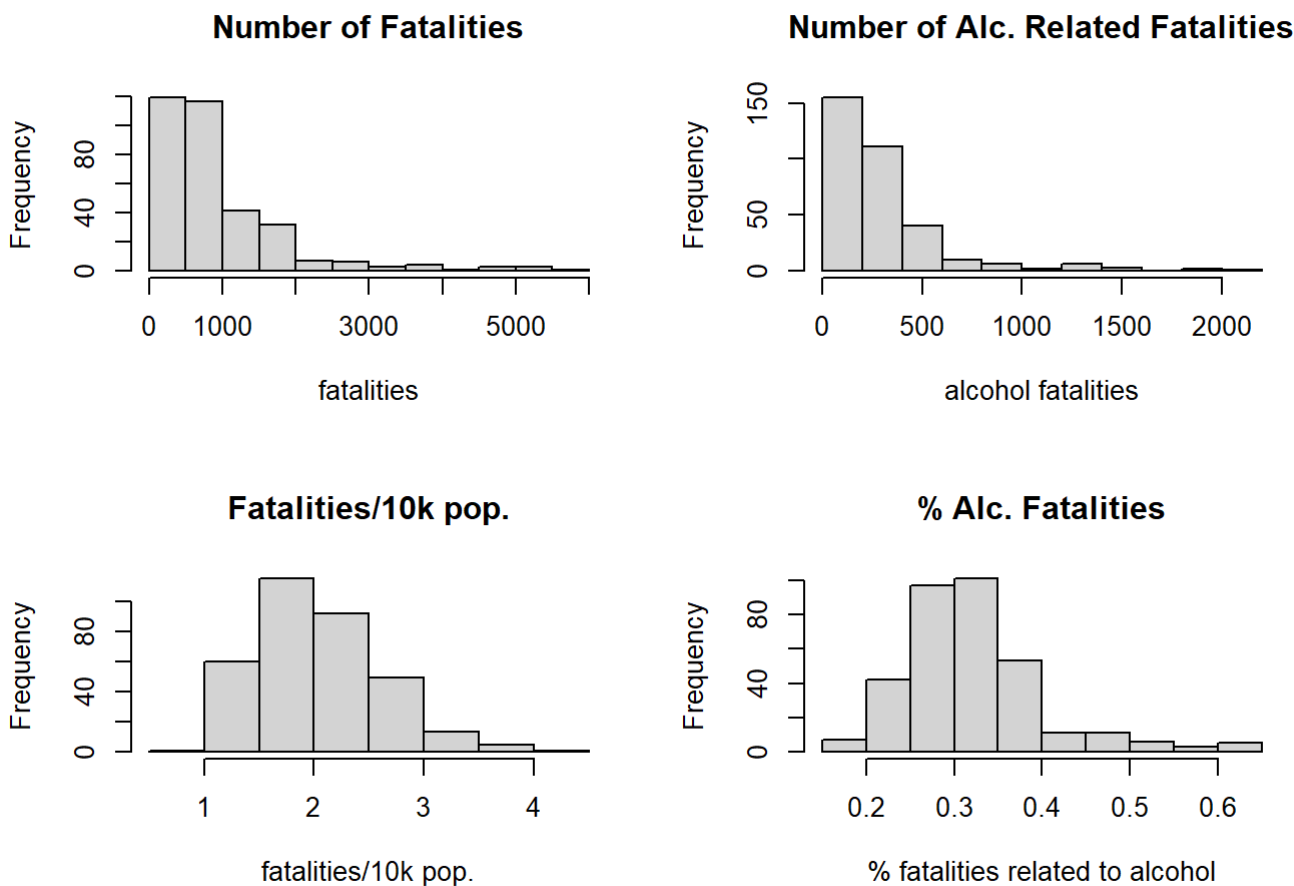 Number of Fatalities
Frequency
0 40 80
0 1000 3000 5000
fatalities
Number of Alc. Related Fatalities
Frequency
0 50 150
0 500 1000 1500 2000
alcohol fatalities
Fatalities/10k pop.
Frequency
0 40 80
1 2 3 4
fatalities/10k pop.
% Alc. Fatalities
Frequency
0 40 80
0.2 0.3 0.4 0.5 0.6
% fatalities related to alcohol